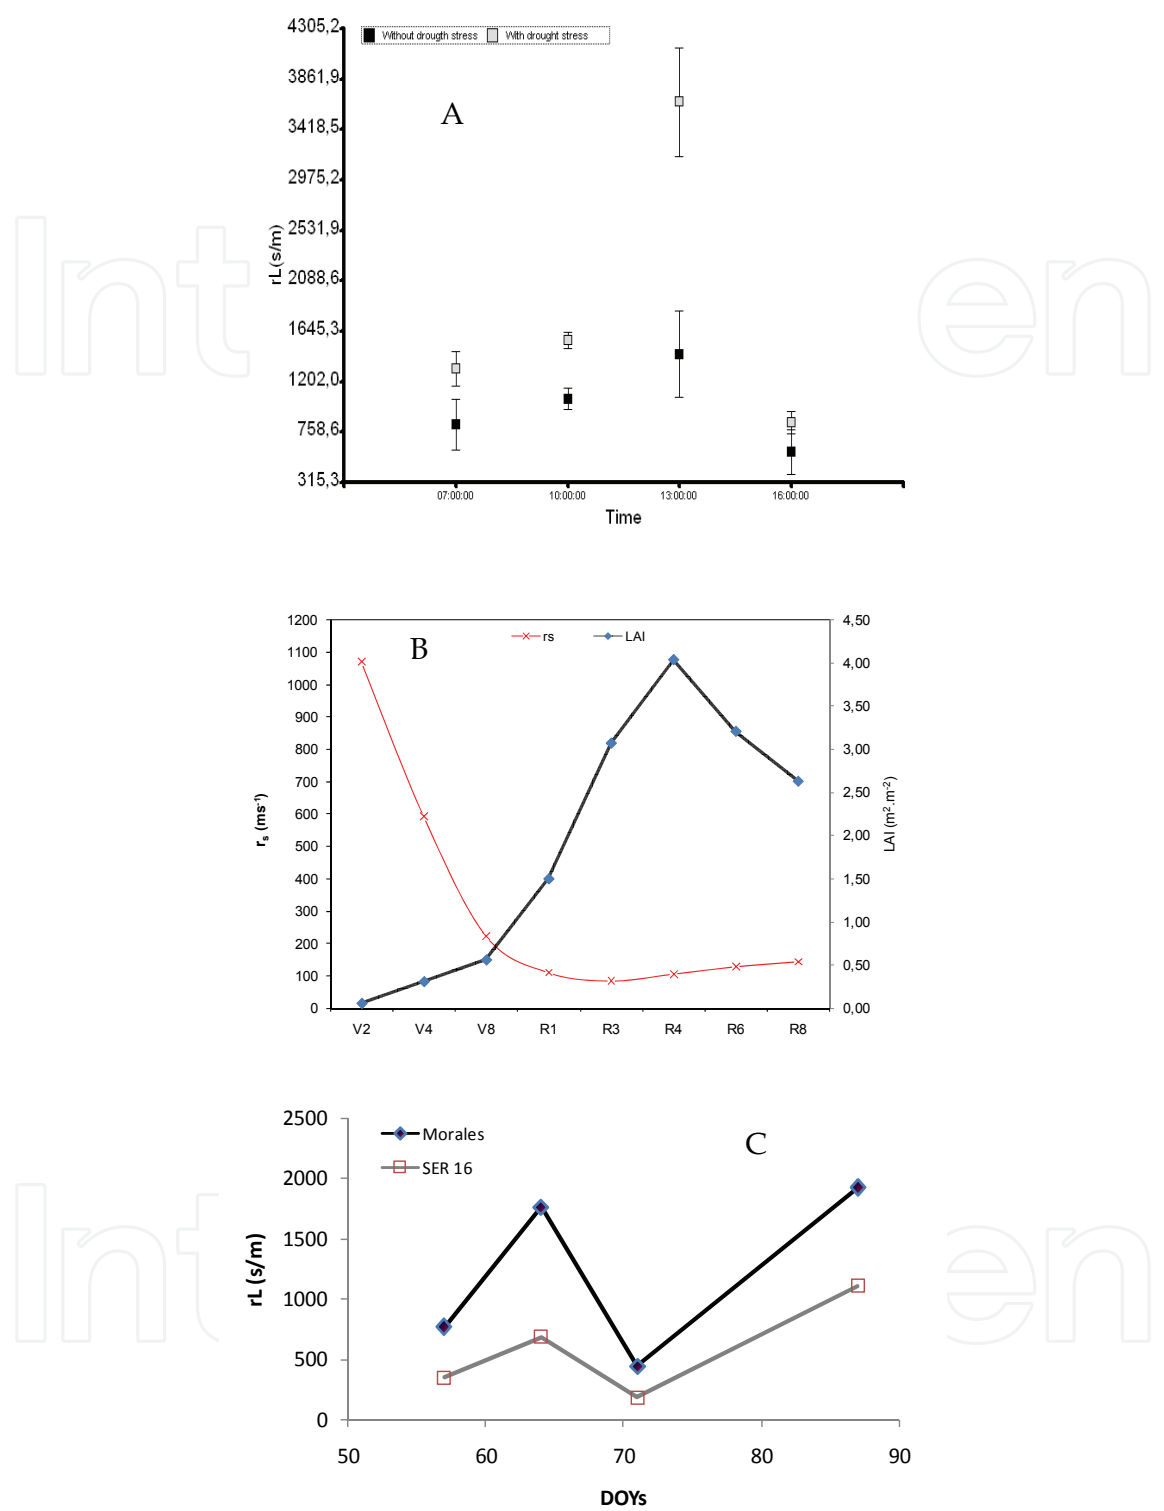 4305,2
Without drougth stress With drought stress
3861,9
A
3418,5
2975,2
2531,9
rL(s/m)
2088,6
1645,3
1202,0
758,6
315,3
07:00:00 10:00:00 13:00:00 16:00:00
Time
Int en
1200 4,50
B rs LAI
1100 4,00
1000
900 3,50
800 3,00
700 2,50
600
rs (ms-1) LAI (m2.m-2)
500 2,00
400 1,50
300 1,00
200
100 0,50
0 0,00
V2 V4 V8 R1 R3 R4 R6 R8
2500
Morales C
SER 16
2000
1500
rL (s/m)
1000
500
0
50 60 70 80 90
DOYs
Int en